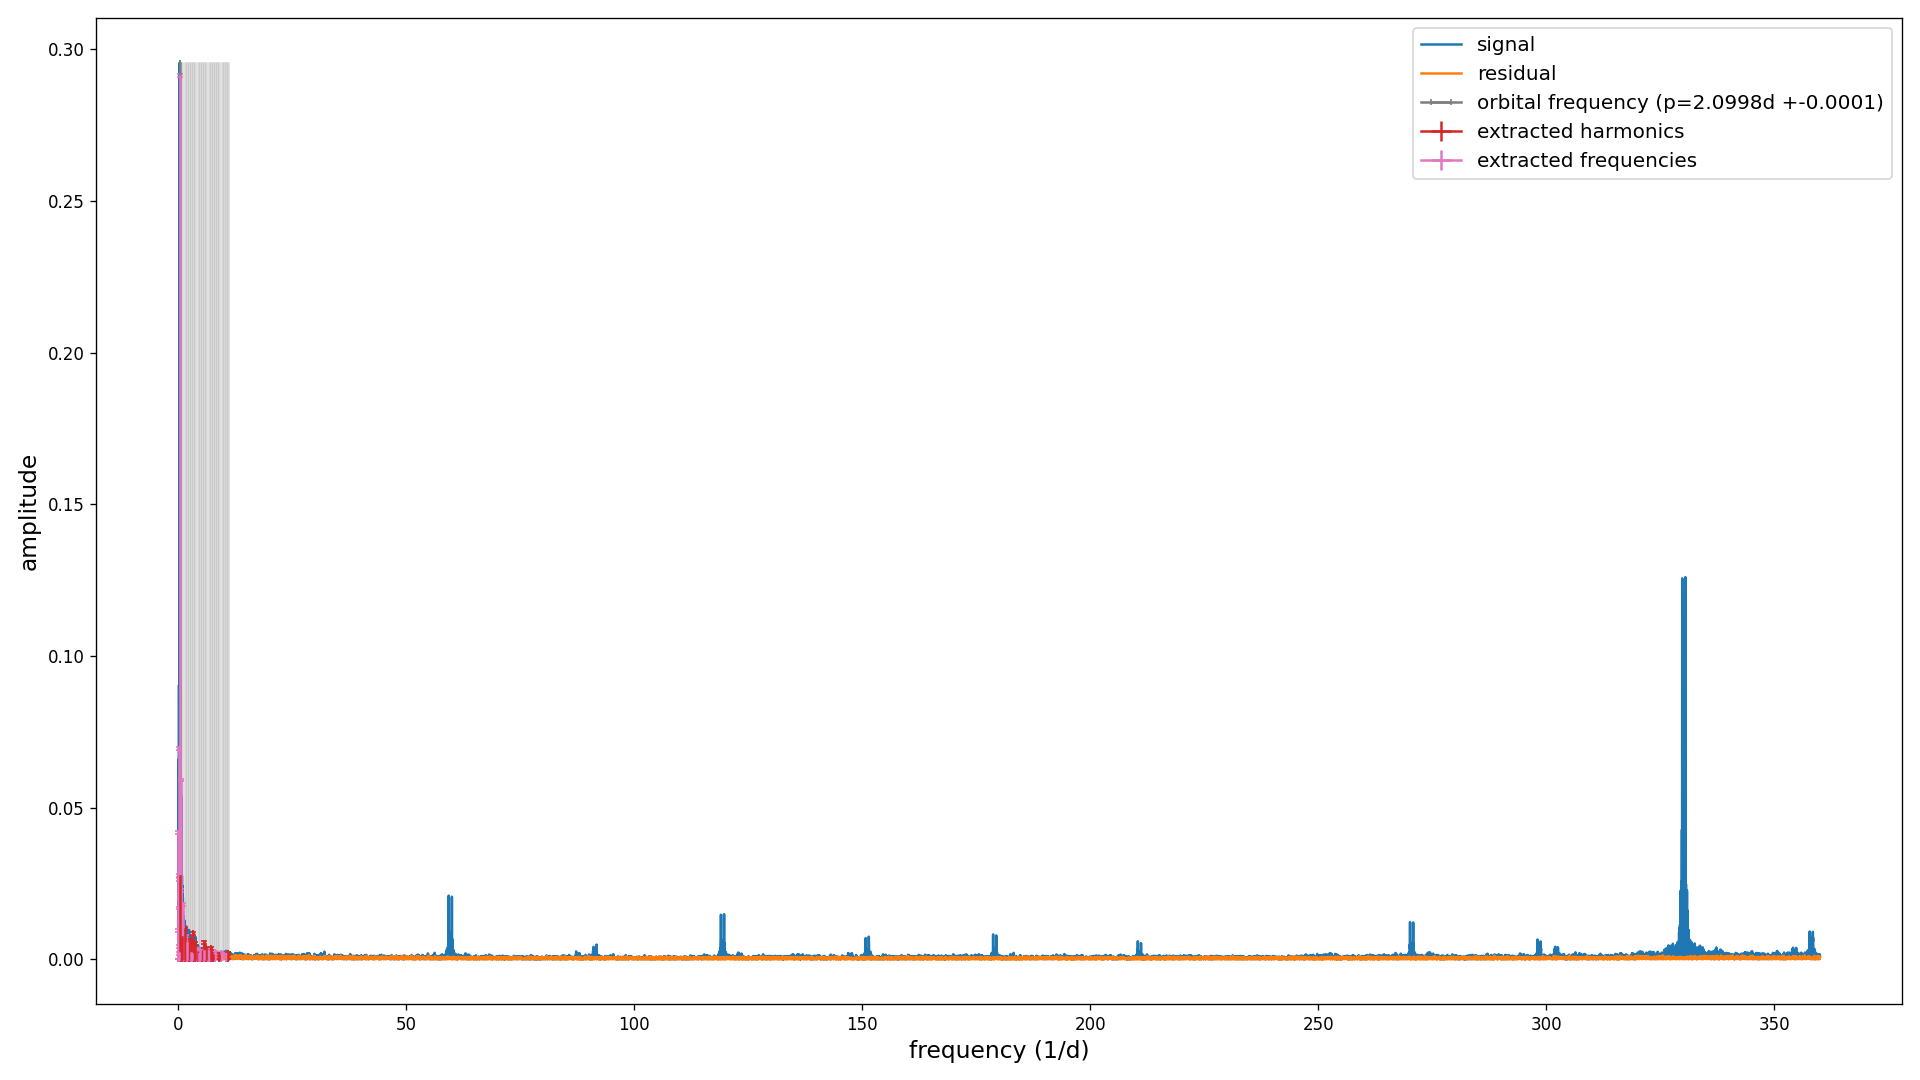 signal
residual
orbital frequency (p=2.0998d +-0.0001)
extracted harmonics
extracted frequencies
amplitude
0.30
0.25
0.20
0.15
0.10
0.05
0.00
0 50 100 150 200 250 300 350
frequency (1/d)